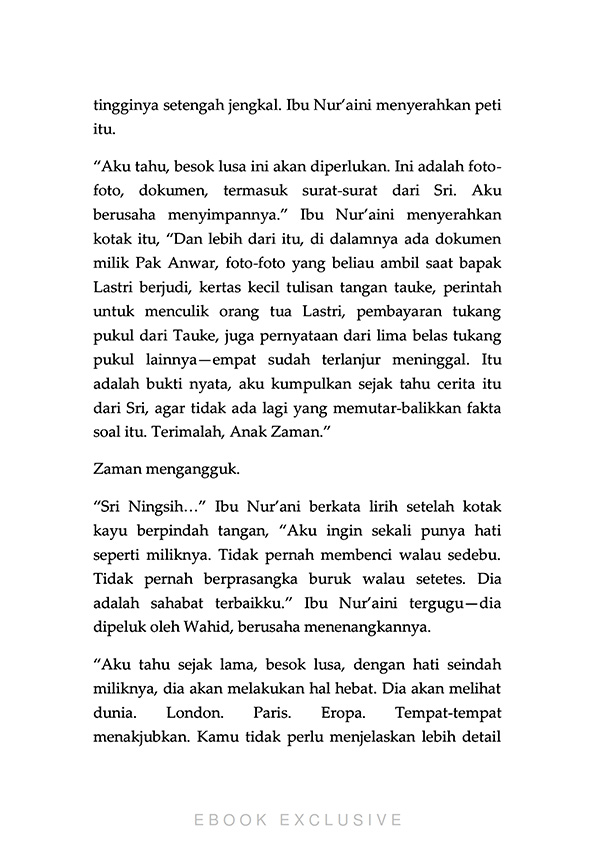 tingginya setengah jengkal. Ibu Nur’aini menyerahkan peti
itu.
“Aku tahu, besok lusa ini akan diperlukan. Ini adalah foto-
foto, dokumen, termasuk surat-surat dari Sri. Aku
berusaha menyimpannya.” Ibu Nur’aini menyerahkan
kotak itu, “Dan lebih dari itu, di dalamnya ada dokumen
milik Pak Anwar, foto-foto yang beliau ambil saat bapak
Lastri berjudi, kertas kecil tulisan tangan tauke, perintah
untuk menculik orang tua Lastri, pembayaran tukang
pukul dari Tauke, juga pernyataan dari lima belas tukang
pukul lainnya—empat sudah terlanjur meninggal. Itu
adalah bukti nyata, aku kumpulkan sejak tahu cerita itu
dari Sri, agar tidak ada lagi yang memutar-balikkan fakta
soal itu. Terimalah, Anak Zaman.”
Zaman mengangguk.
“Sri Ningsih…” Ibu Nur’ani berkata lirih setelah kotak
kayu berpindah tangan, “Aku ingin sekali punya hati
seperti miliknya. Tidak pernah membenci walau sedebu.
Tidak pernah berprasangka buruk walau setetes. Dia
adalah sahabat terbaikku.” Ibu Nur’aini tergugu—dia
dipeluk oleh Wahid, berusaha menenangkannya.
“Aku tahu sejak lama, besok lusa, dengan hati seindah
miliknya, dia akan melakukan hal hebat. Dia akan melihat
dunia. London. Paris. Eropa. Tempat-tempat
menakjubkan. Kamu tidak perlu menjelaskan lebih detail
EBOOK EXCLUSIVE